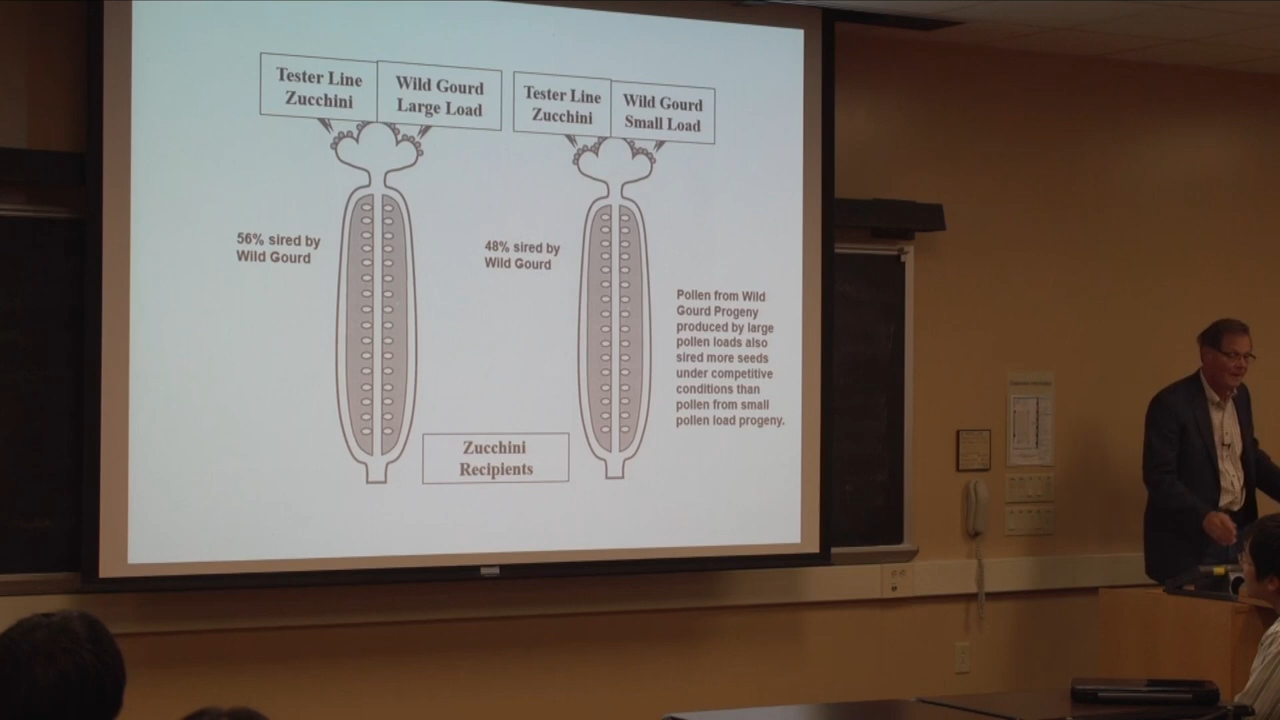 Tester Line
Zucchini
Wild Gourd
Large Load
Tester Line
Zucchini
Wild Gourd
Small Load
56% sired by
Wild Gourd
48% sired by
Wild Gourd
Pollen from Wild
Gourd Progeny
produced by large
pollen loads also
sired more seeds
under competitive
conditions than
pollen from small
pollen load progeny.
Zucchini
Recipients